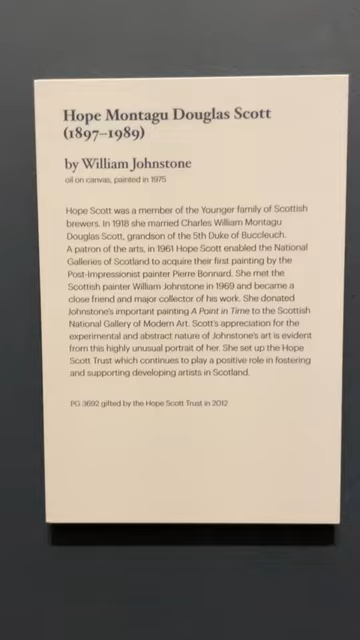 Hope Montagu Douglas Scott
(1897–1989)
by William Johnstone
oil on canvas, painted in 1975
Hope Scott was a member of the Younger family of Scottish
brewers. In 1918 she married Charles William Montagu
Douglas Scott, grandson of the 5th Duke of Buccleuch.
A patron of the arts, in 1961 Hope Scott enabled the National
Galleries of Scotland to acquire their first painting by the
Post-Impressionist painter Pierre Bonnard. She met the
Scottish painter William Johnstone in 1969 and became a
close friend and major collector of his work. She donated
Johnstone's important painting A Point in Time to the Scottish
National Gallery of Modern Art. Scott's appreciation for the
experimental and abstract nature of Johnstone's art is evident
from this highly unusual portrait of her. She set up the Hope
Scott Trust which continues to play a positive role in fostering
and supporting developing artists in Scotland.
PG 3692 gifted by the Hope Scott Trust in 2012